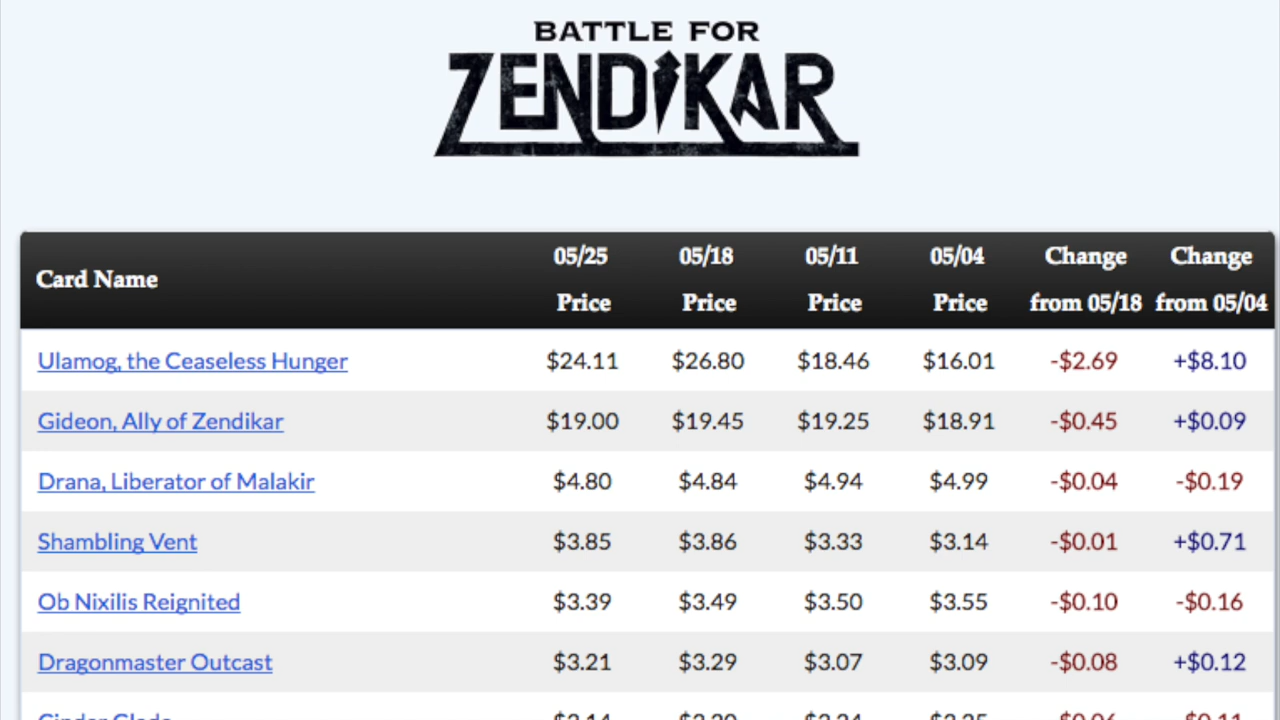 BATTLE FOR
ZENDIKAR
Card Name 05/25 Price 05/18 Price 05/11 Price 05/04 Price Change from 05/18 Change from 05/04
Ulamog, the Ceaseless Hunger $24.11 $26.80 $18.46 $16.01 -$2.69 +$8.10
Gideon, Ally of Zendikar $19.00 $19.45 $19.25 $18.91 -$0.45 +$0.09
Drana, Liberator of Malakir $4.80 $4.84 $4.94 $4.99 -$0.04 -$0.19
Shambling Vent $3.85 $3.86 $3.33 $3.14 -$0.01 +$0.71
Ob Nixilis Reignited $3.39 $3.49 $3.50 $3.55 -$0.10 -$0.16
Dragonmaster Outcast $3.21 $3.29 $3.07 $3.09 -$0.08 +$0.12